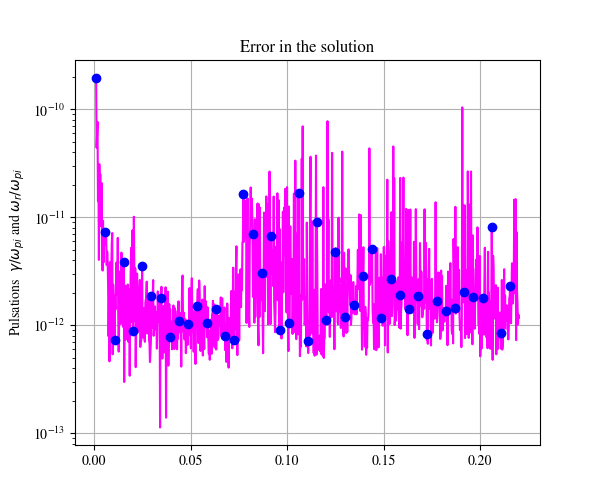 Error in the solution
Pulsations γ/ω_pi and ω_r/ω_pi
10^−10
10^−11
10^−12
10^−13
0.00 0.05 0.10 0.15 0.20